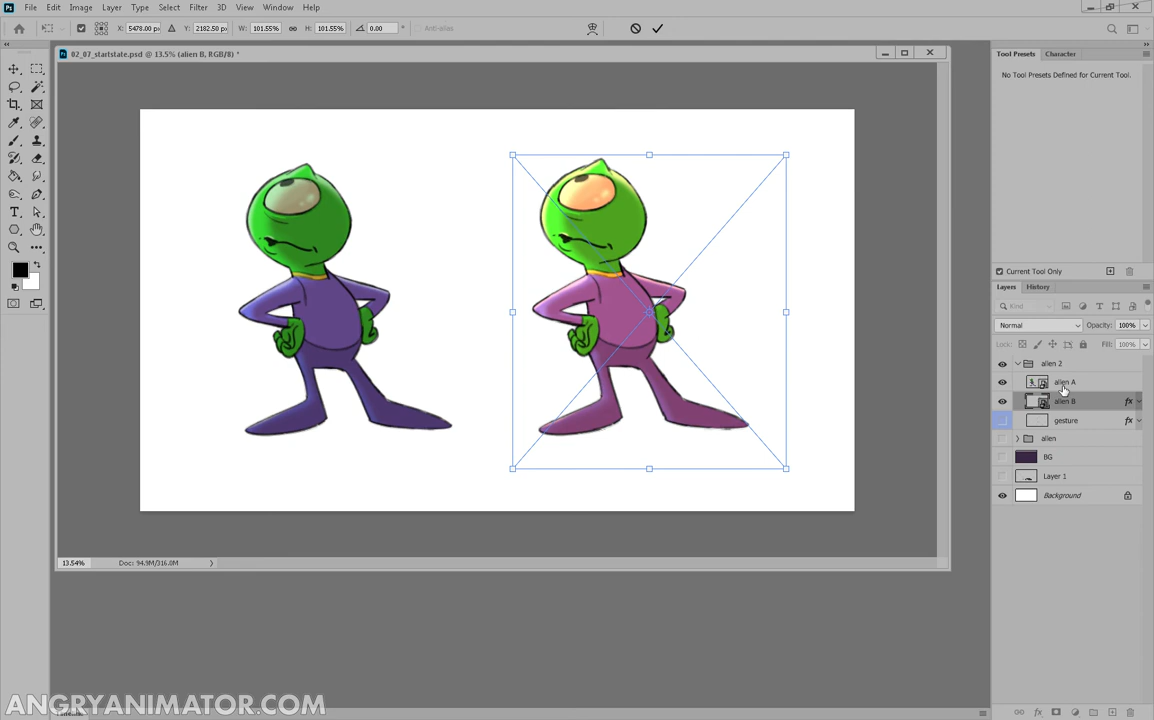 File Edit Image Layer Type Select Filter 3D View Window Help
X: 5478.00 px Y: 2182.50 px W: 101.55% H: 101.55% 0.00 ° Anti-alias
02_07_startstate.psd @ 13.5% (alien B, RGB/8) *
Tool Presets Character
No Tool Presets Defined for Current Tool.
Current Tool Only
Layers History
Kind
Normal Opacity: 100%
Lock: Fill: 100%
alien 2
alien A
alien B fx
gesture fx
alien
BG
Layer 1
Background
13.54% Doc: 94.9M/316.0M
ANGRYANIMATOR.COM